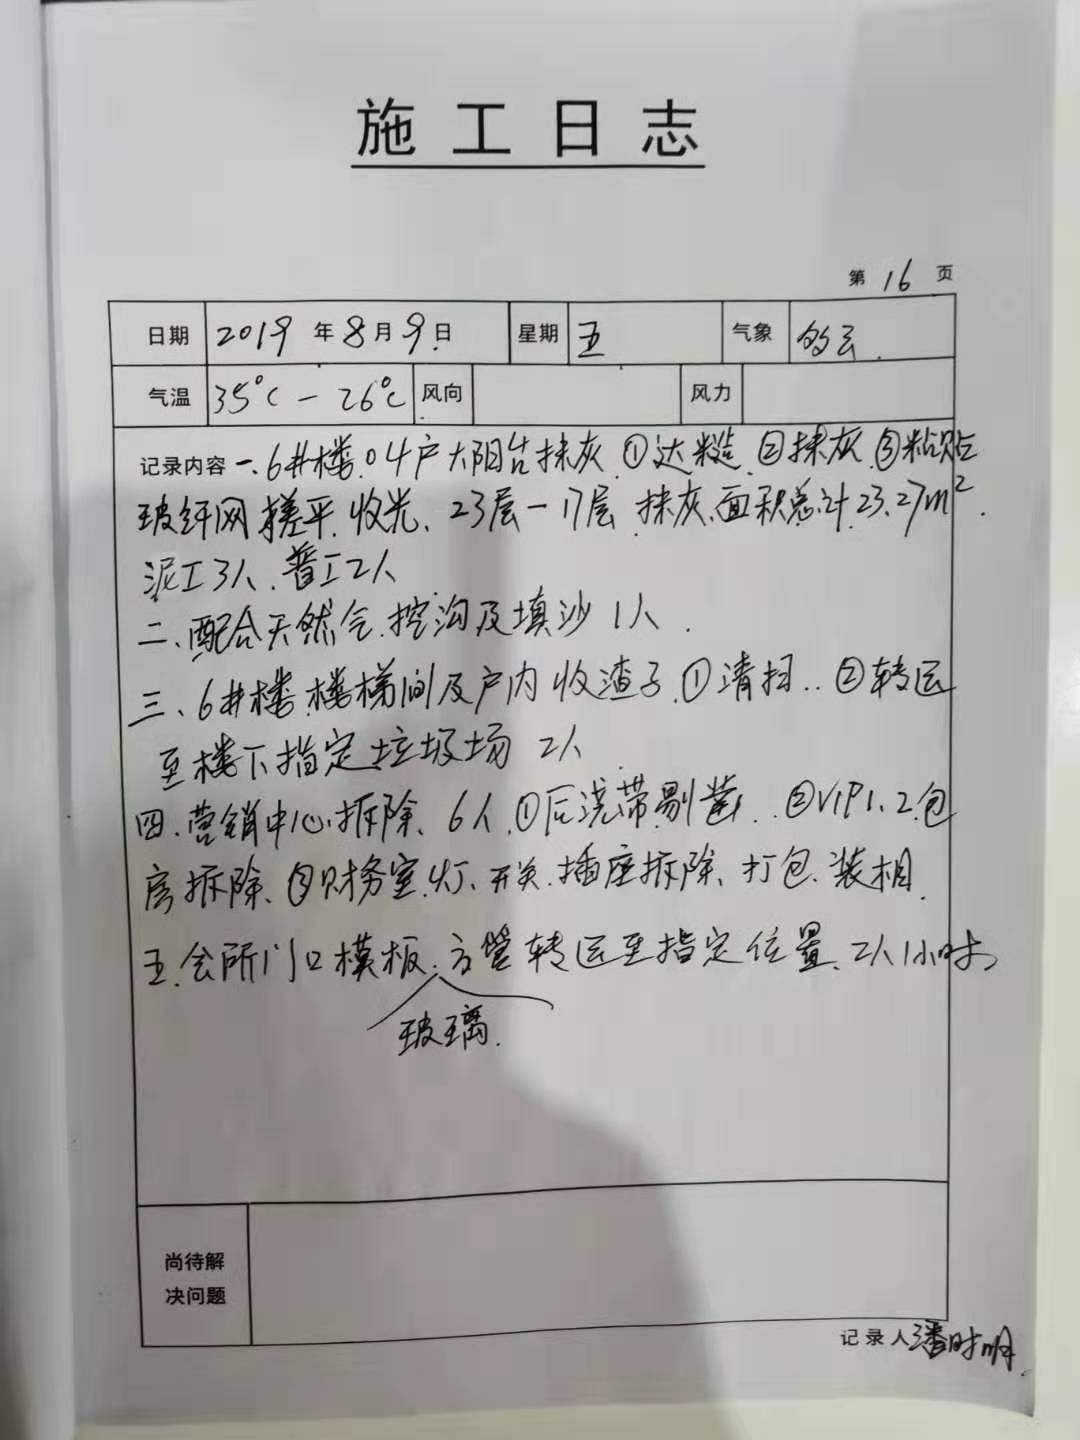 施工日志
第 16 页
日期 2019 年 8 月 9 日 星期 五 气象 多云.
气温 35℃ — 26℃ 风向 风力
记录内容 一、6#楼.04户大阳台抹灰.①达糙.②抹灰.③粘贴
玻纤网搓平.收光、23层—17层.抹灰.面积总计.23.27m².
泥工3人.普工2人
二、配合天然气.挖沟及填沙 1人.
三、6#楼.楼梯间及户内收渣子.①清扫..②转运
至楼下指定垃圾场 2人
四.营销中心.拆除、6人.①后浇带剔凿..②VIP1、2.包
房拆除、③财务室.灯、开关.插座拆除、打包.装相.
五.会所门口模板.方管转运至指定位置.2人1小时
玻璃.
尚待解
决问题
记录人 潘时明